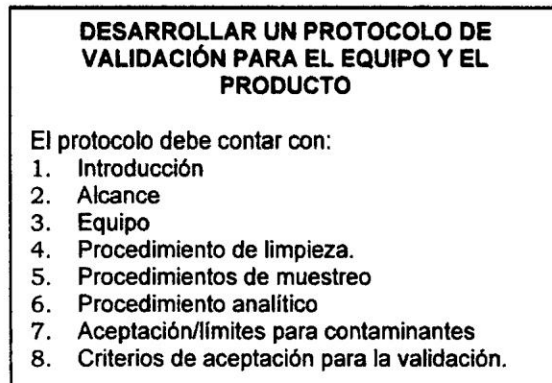 DESARROLLAR UN PROTOCOLO DE
VALIDACIÓN PARA EL EQUIPO Y EL
PRODUCTO
El protocolo debe contar con:
1. Introducción
2. Alcance
3. Equipo
4. Procedimiento de limpieza.
5. Procedimientos de muestreo
6. Procedimiento analítico
7. Aceptación/límites para contaminantes
8. Criterios de aceptación para la validación.